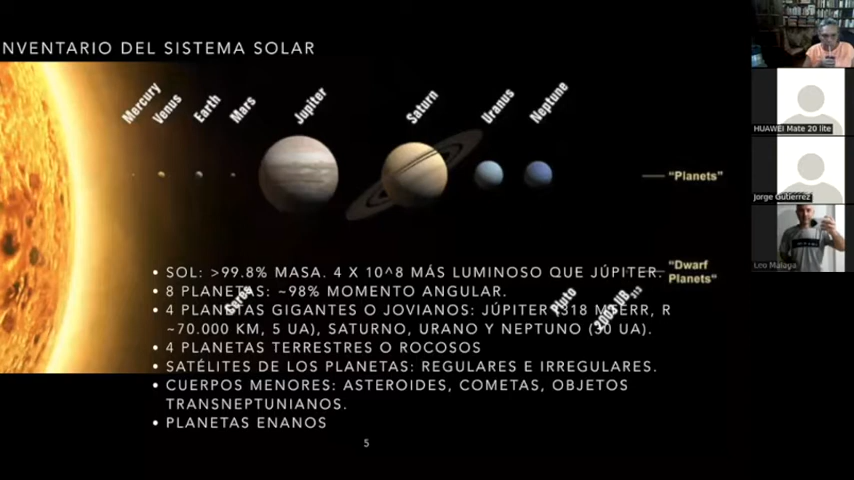 NVENTARIO DEL SISTEMA SOLAR
Mercury
Venus
Earth
Mars
Jupiter
Saturn
Uranus
Neptune
"Planets"
"Dwarf
Planets"
Ceres
Pluto
2003 UB313
• SOL: >99.8% MASA. 4 X 10^8 MÁS LUMINOSO QUE JÚPITER.
• 8 PLANETAS: ~98% MOMENTO ANGULAR.
• 4 PLANETAS GIGANTES O JOVIANOS: JÚPITER (318 MTERR, R
~70.000 KM, 5 UA), SATURNO, URANO Y NEPTUNO (30 UA).
• 4 PLANETAS TERRESTRES O ROCOSOS
• SATÉLITES DE LOS PLANETAS: REGULARES E IRREGULARES.
• CUERPOS MENORES: ASTEROIDES, COMETAS, OBJETOS
TRANSNEPTUNIANOS.
• PLANETAS ENANOS
5
HUAWEI Mate 20 lite
Jorge Gutierrez
Leo Malaga